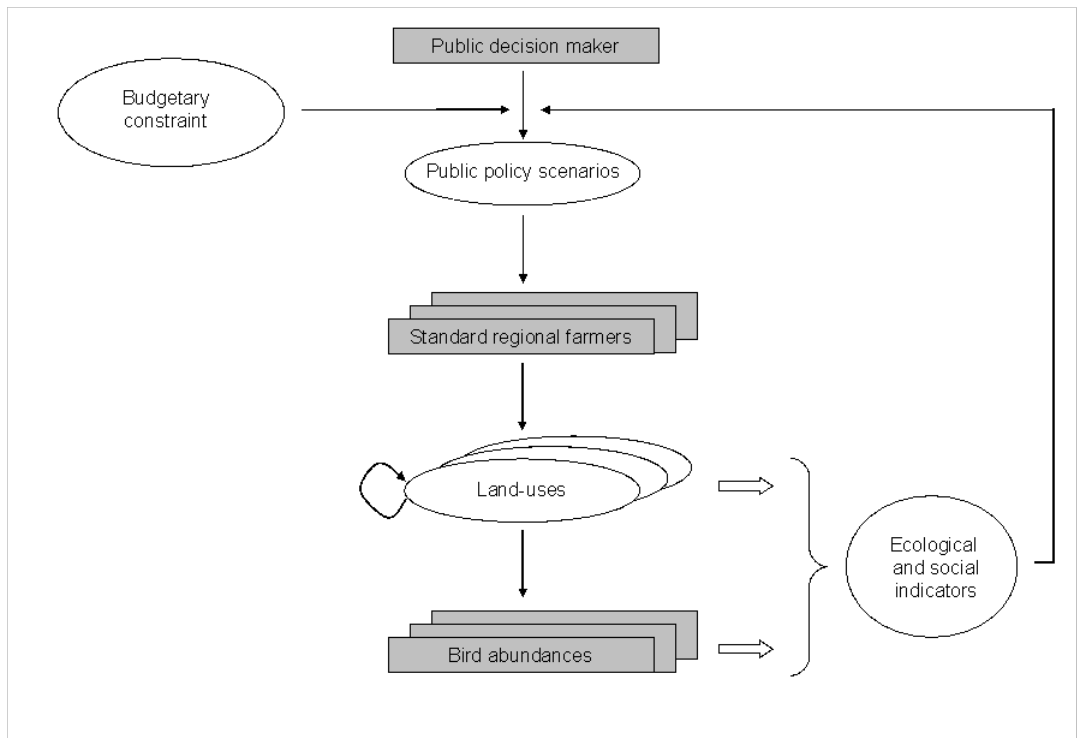 Public decision maker
Budgetary
constraint
Public policy scenarios
Standard regional farmers
Land-uses
Ecological
and social
indicators
Bird abundances